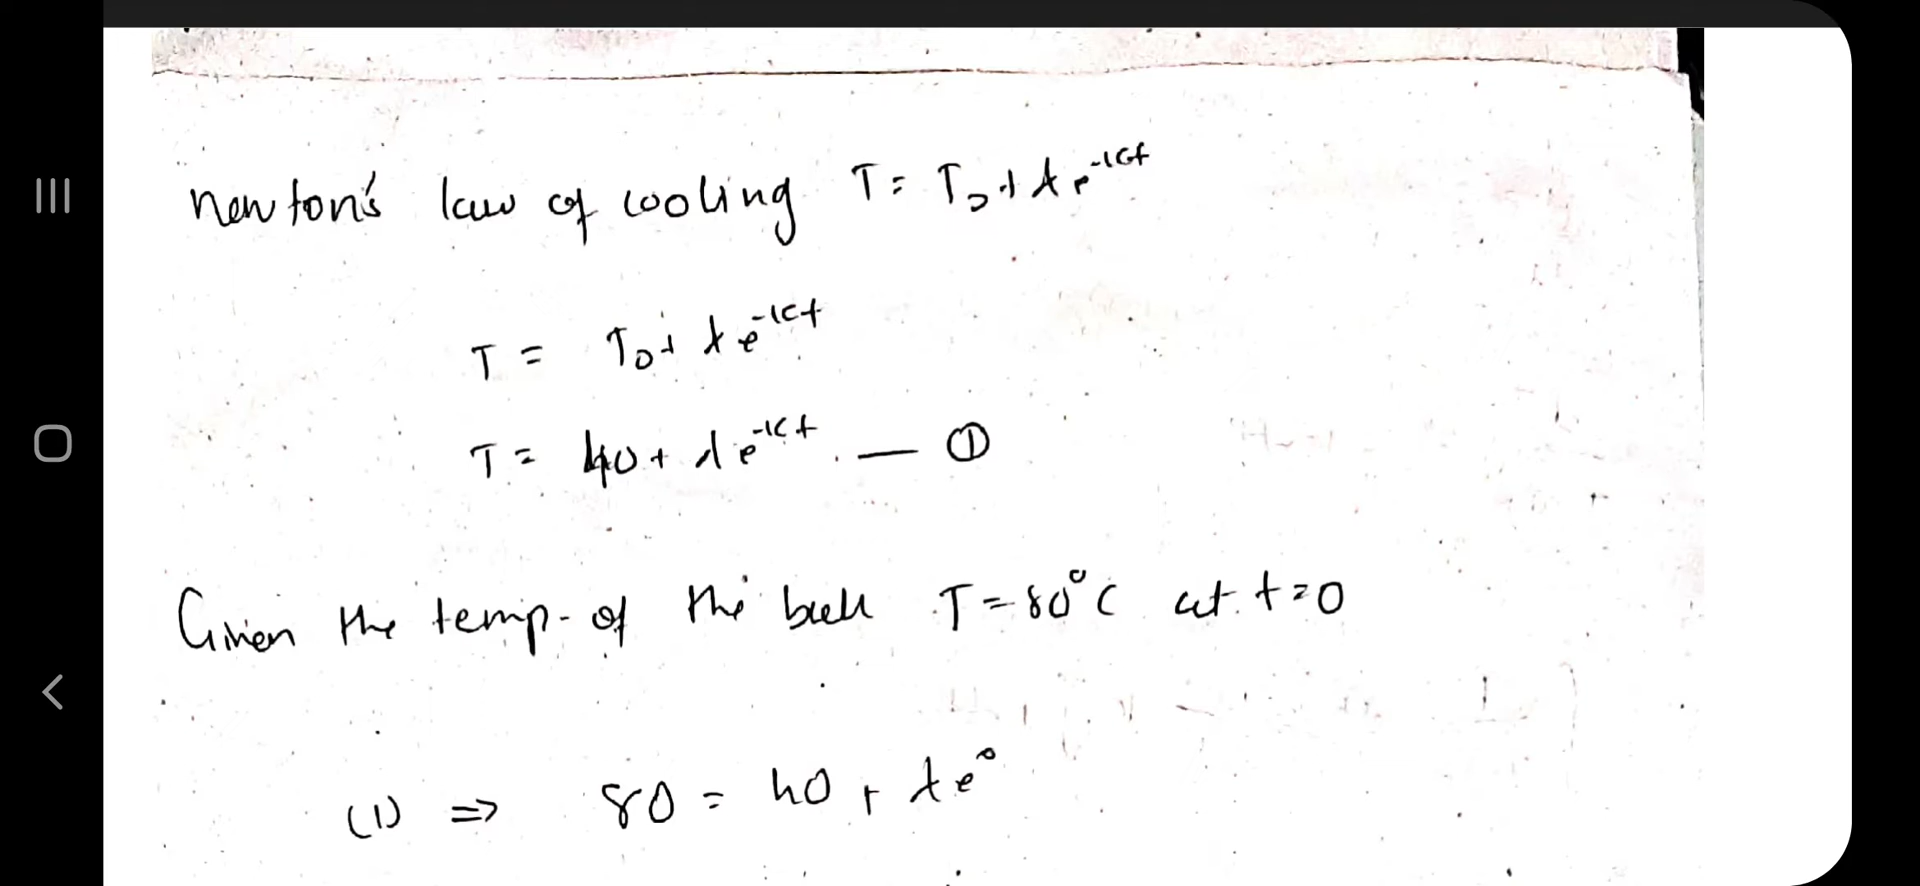 Newton's law of cooling T = T₀ + A e^-kt
T = T₀ + A e^-kt
T = 40 + A e^-kt — ①
Given the temp. of the ball T = 80°C at t=0
(1) ⇒ 80 = 40 + A e⁰